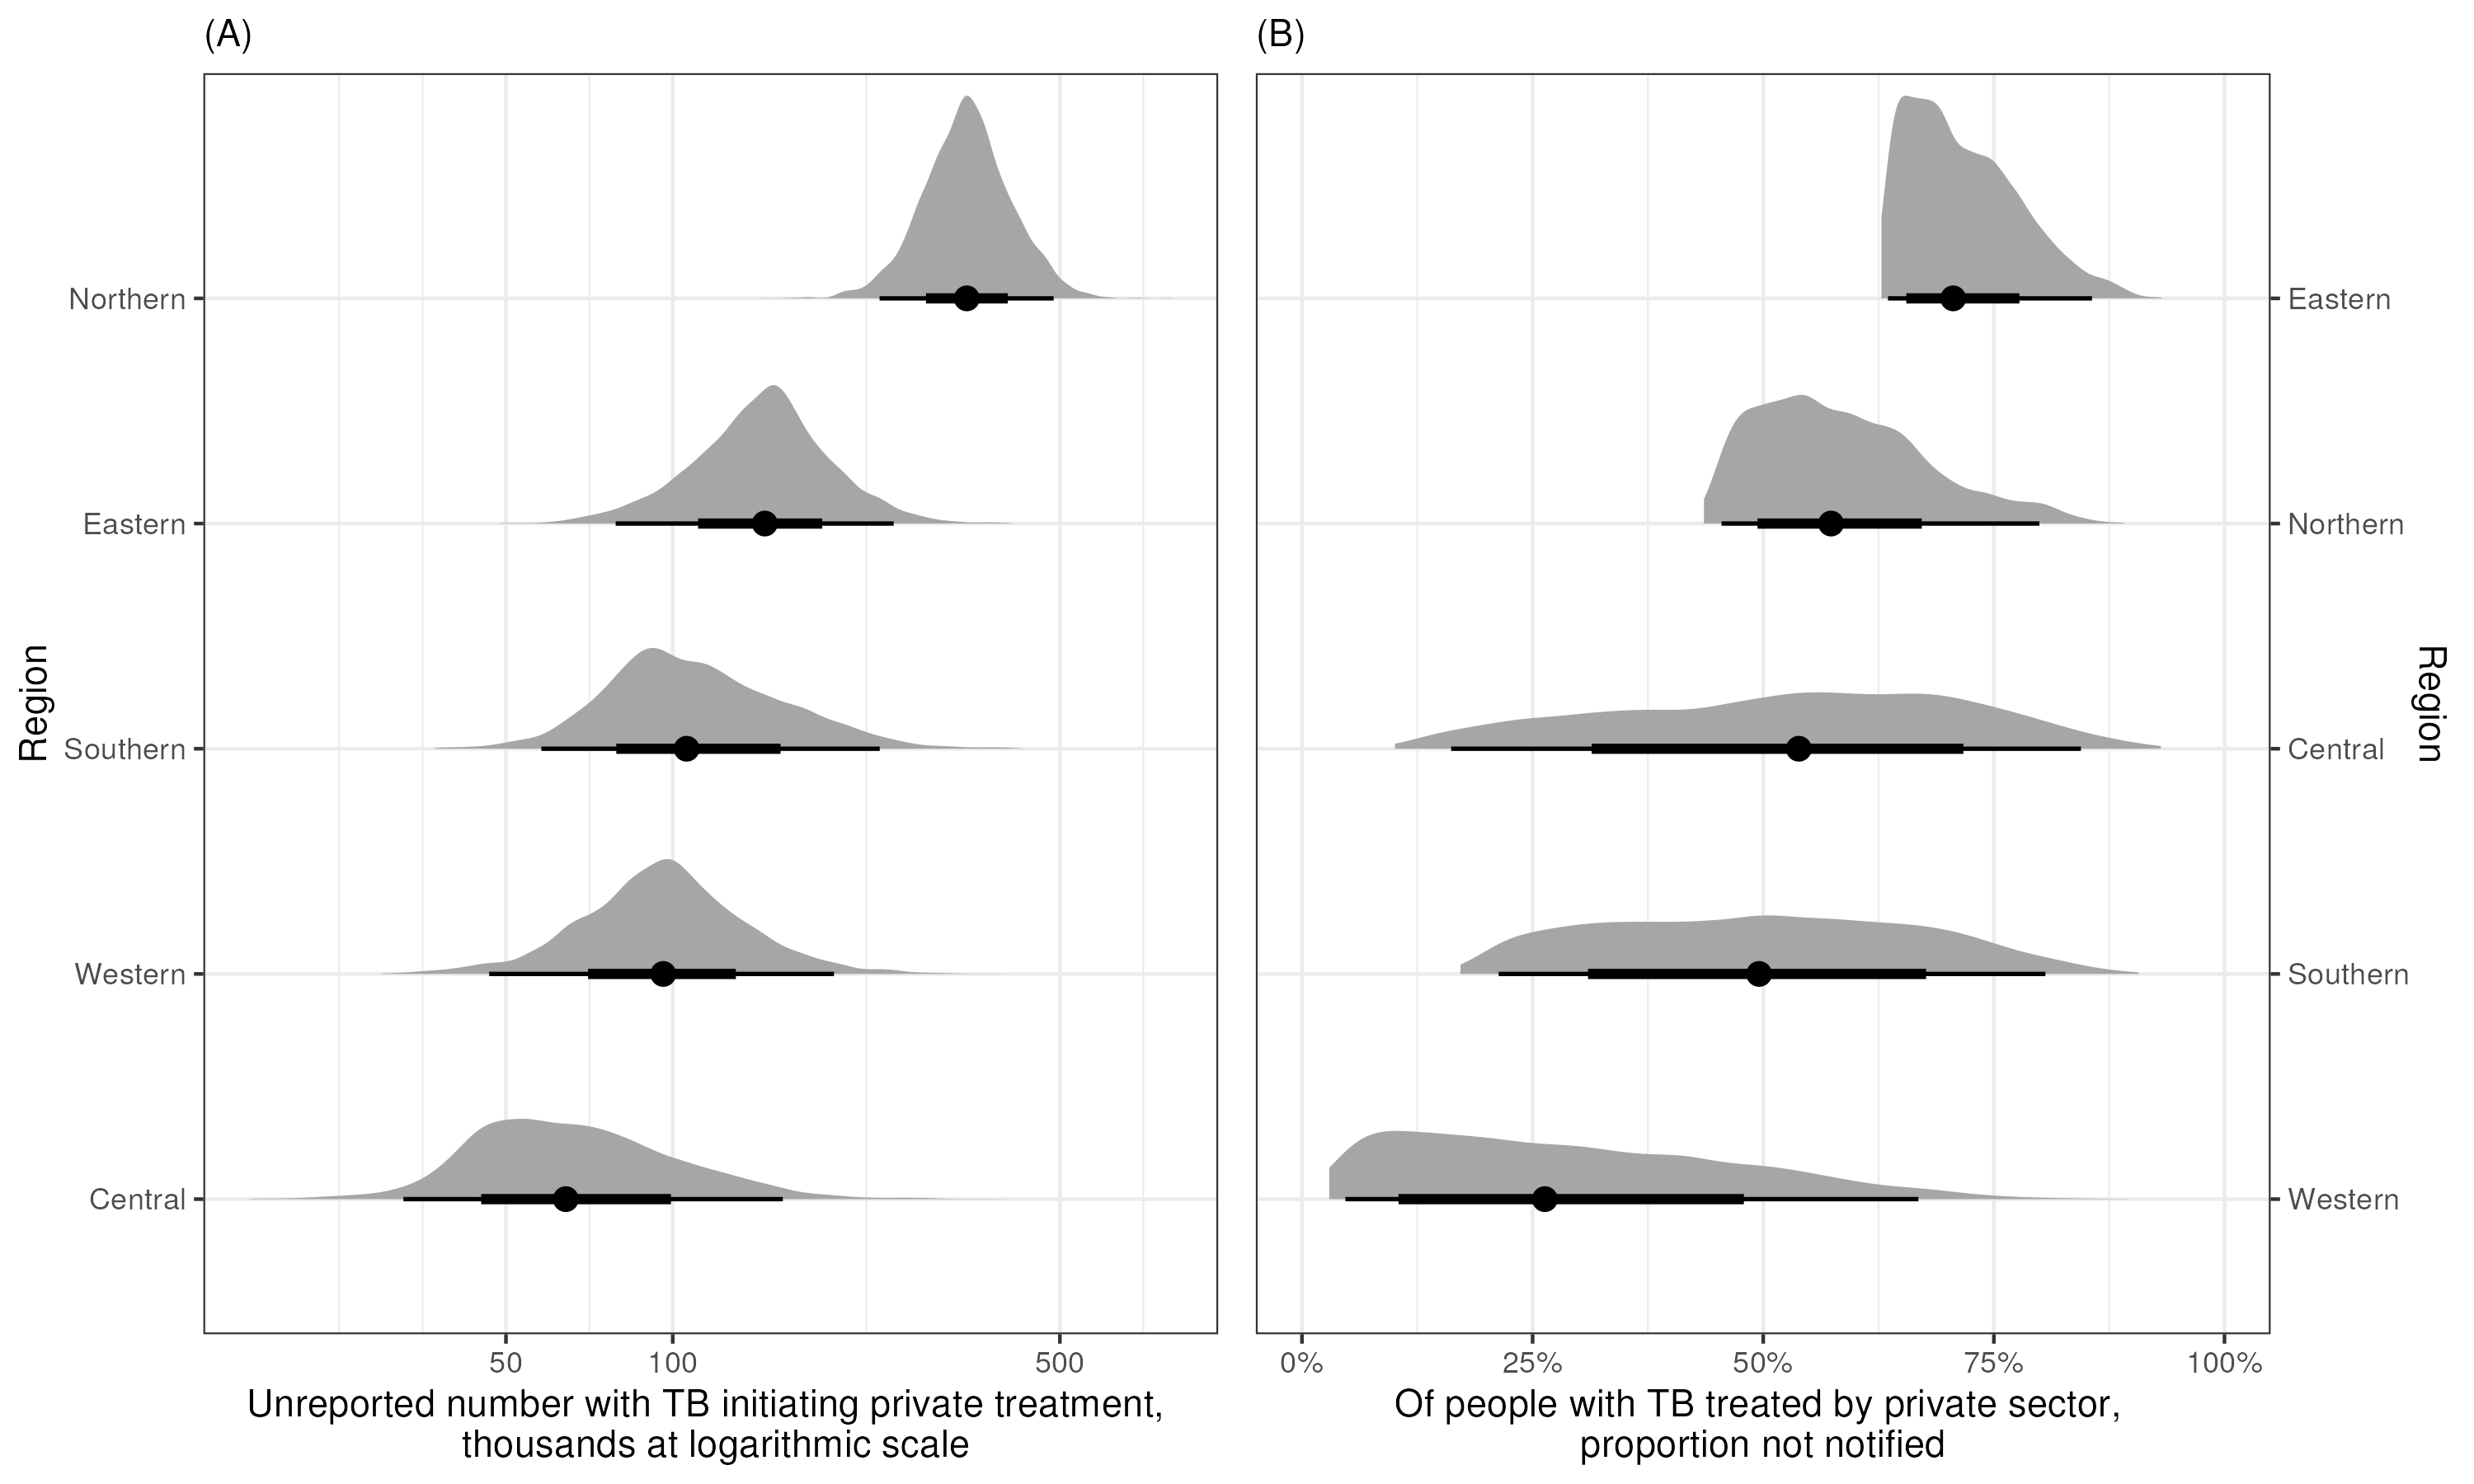 (A)
Region
Northern
Eastern
Southern
Western
Central
50 100 500
Unreported number with TB initiating private treatment,
thousands at logarithmic scale
(B)
Eastern
Northern
Central
Southern
Western
Region
0% 25% 50% 75% 100%
Of people with TB treated by private sector,
proportion not notified